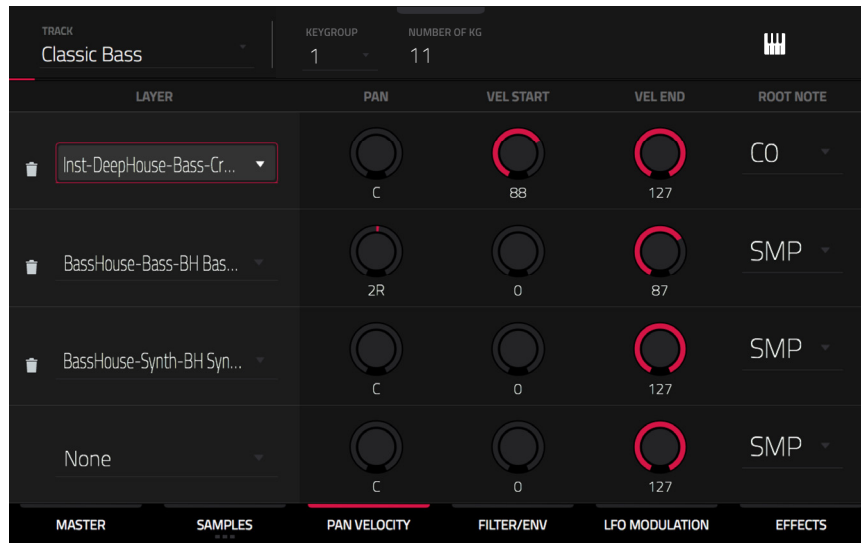 TRACK
Classic Bass
KEYGROUP
1
NUMBER OF KG
11
LAYER PAN VEL START VEL END ROOT NOTE
Inst-DeepHouse-Bass-Cr... C0
C 88 127
BassHouse-Bass-BH Bas... SMP
2R 0 87
BassHouse-Synth-BH Syn... SMP
C 0 127
None SMP
C 0 127
MASTER SAMPLES PAN VELOCITY FILTER/ENV LFO MODULATION EFFECTS